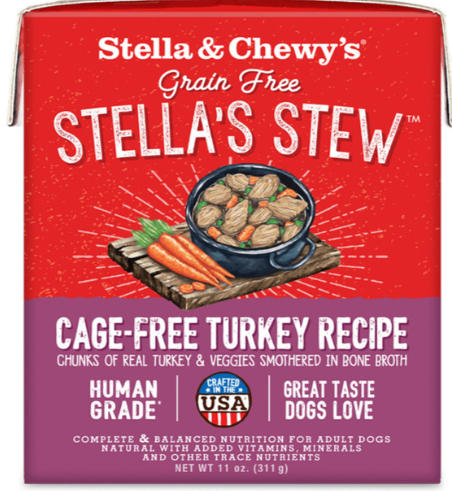 Stella & Chewy's®
Grain Free
STELLA'S STEW™
CAGE-FREE TURKEY RECIPE
CHUNKS OF REAL TURKEY & VEGGIES SMOTHERED IN BONE BROTH
HUMAN
GRADE*
CRAFTED
IN THE
USA
GREAT TASTE
DOGS LOVE
COMPLETE & BALANCED NUTRITION FOR ADULT DOGS
NATURAL WITH ADDED VITAMINS, MINERALS
AND OTHER TRACE NUTRIENTS
NET WT 11 oz. (311 g)